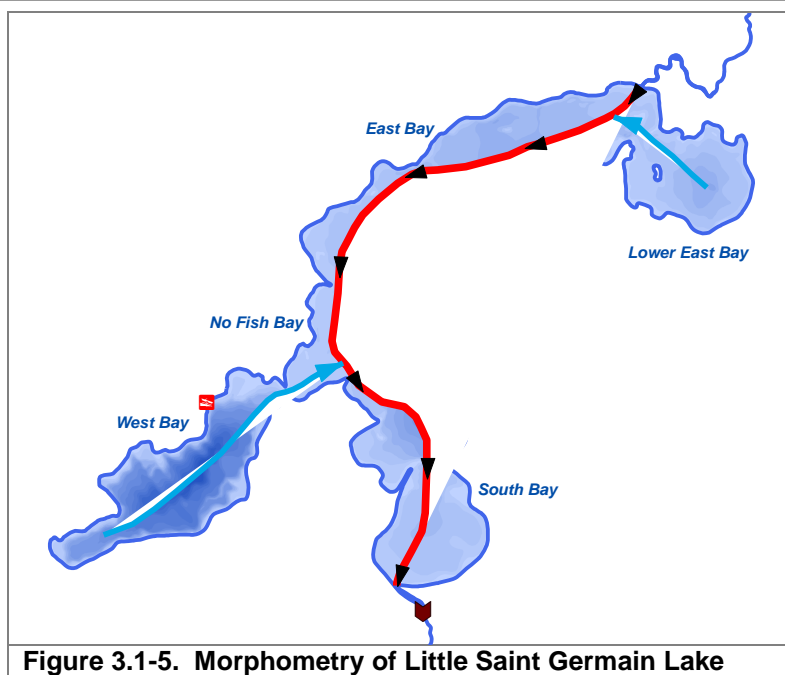 East Bay
Lower East Bay
No Fish Bay
West Bay
South Bay
Figure 3.1-5. Morphometry of Little Saint Germain Lake